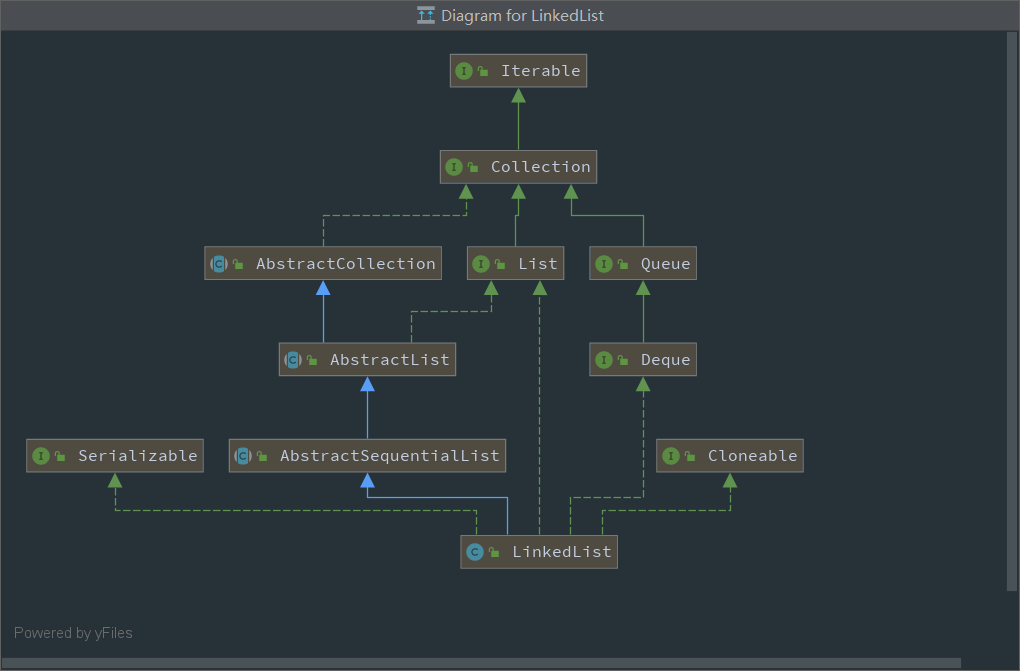 Diagram for LinkedList
I Iterable
I Collection
C AbstractCollection
I List
I Queue
C AbstractList
I Deque
I Serializable
C AbstractSequentialList
I Cloneable
C LinkedList
Powered by yFiles